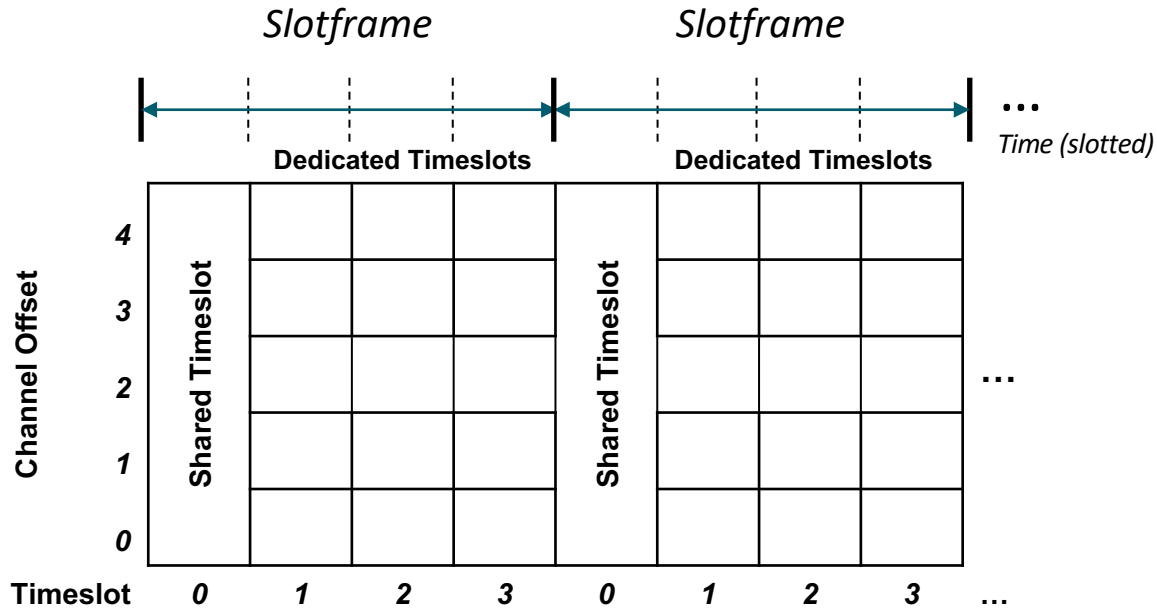 Slotframe Slotframe
...
Time (slotted)
Dedicated Timeslots Dedicated Timeslots
Channel Offset
4
3
2
1
0
Shared Timeslot
Shared Timeslot
...
Timeslot 0 1 2 3 0 1 2 3 ...